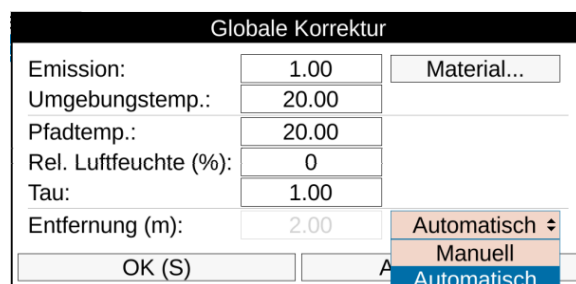 Globale Korrektur
Emission: 1.00 Material...
Umgebungstemp.: 20.00
Pfadtemp.: 20.00
Rel. Luftfeuchte (%): 0
Tau: 1.00
Entfernung (m): 2.00 Automatisch
Manuell
OK (S)
Automatisch